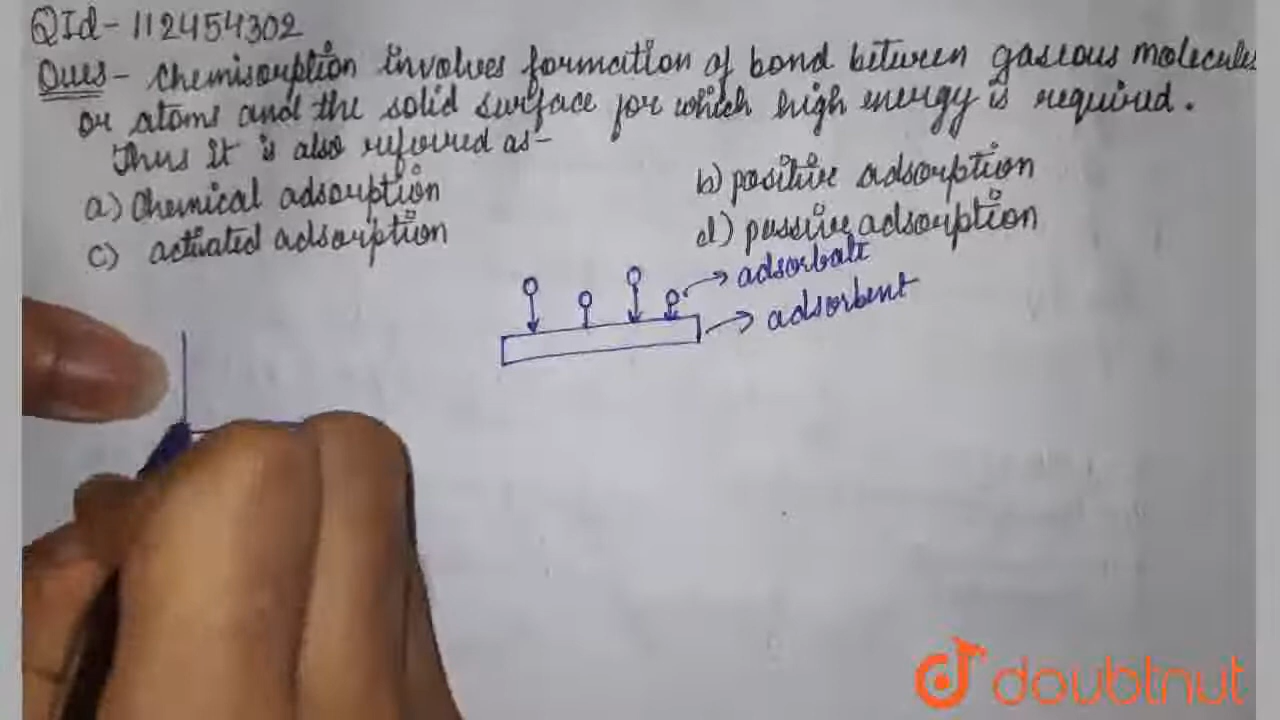 QId- 112454302
Ques- chemisorption involves formation of bond between gaseous molecules
or atoms and the solid surface for which high energy is required.
Thus It is also referred as-
a) Chemical adsorption
b) positive adsorption
c) activated adsorption
d) passive adsorption
adsorbate
adsorbent
doubtnut